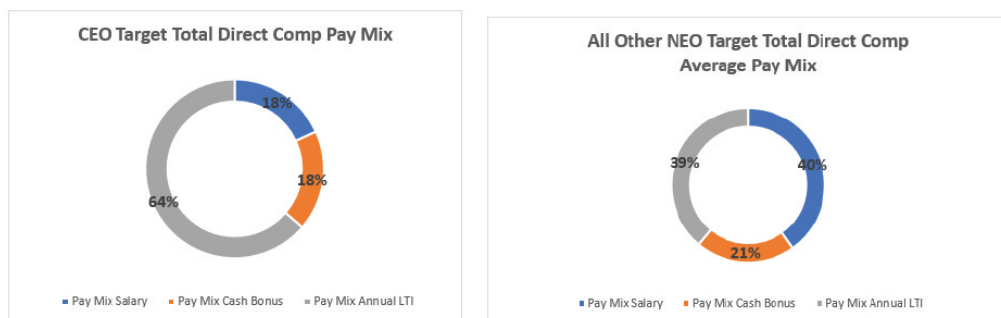 CEO Target Total Direct Comp Pay Mix
18%
18%
64%
Pay Mix Salary Pay Mix Cash Bonus Pay Mix Annual LTI
All Other NEO Target Total Direct Comp
Average Pay Mix
39%
40%
21%
Pay Mix Salary Pay Mix Cash Bonus Pay Mix Annual LTI